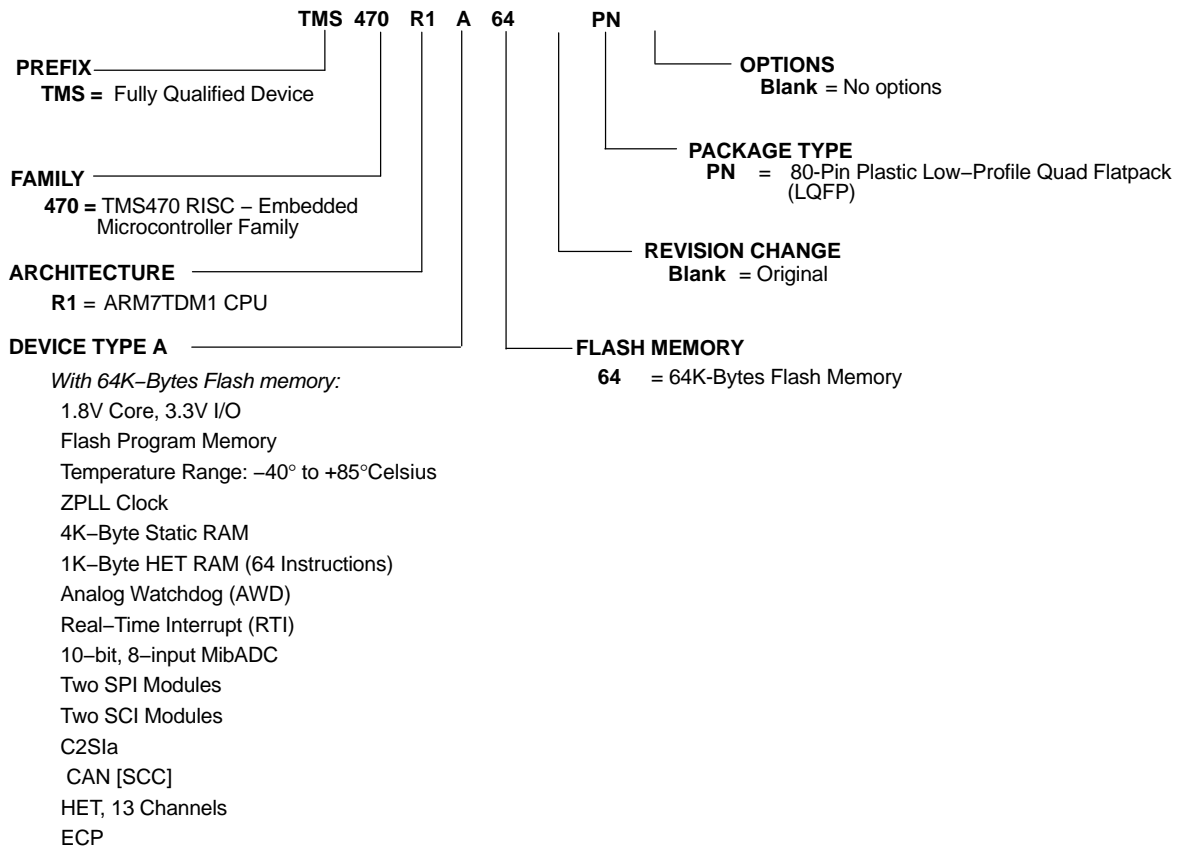 TMS 470 R1 A 64 PN
PREFIX
TMS = Fully Qualified Device
OPTIONS
Blank = No options
PACKAGE TYPE
PN = 80-Pin Plastic Low−Profile Quad Flatpack
(LQFP)
FAMILY
470 = TMS470 RISC − Embedded
Microcontroller Family
REVISION CHANGE
Blank = Original
ARCHITECTURE
R1 = ARM7TDM1 CPU
DEVICE TYPE A
FLASH MEMORY
64 = 64K-Bytes Flash Memory
With 64K−Bytes Flash memory:
1.8V Core, 3.3V I/O
Flash Program Memory
Temperature Range: −40° to +85°Celsius
ZPLL Clock
4K−Byte Static RAM
1K−Byte HET RAM (64 Instructions)
Analog Watchdog (AWD)
Real−Time Interrupt (RTI)
10−bit, 8−input MibADC
Two SPI Modules
Two SCI Modules
C2SIa
CAN [SCC]
HET, 13 Channels
ECP